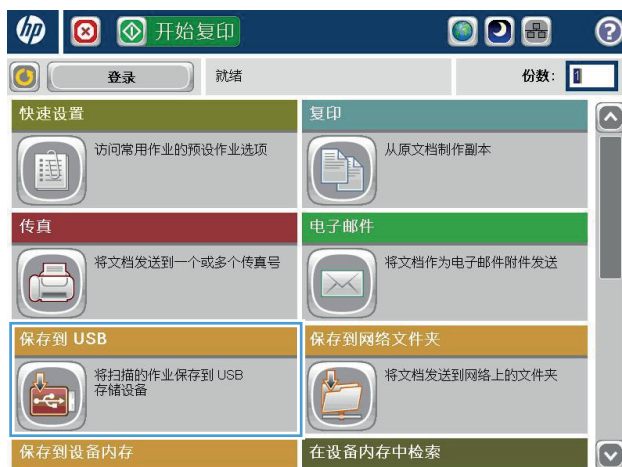 hp
开始复印
?
登录
就绪
份数: 1
快速设置
访问常用作业的预设作业选项
复印
从原文档制作副本
传真
将文档发送到一个或多个传真号
电子邮件
将文档作为电子邮件附件发送
保存到 USB
将扫描的作业保存到 USB
存储设备
保存到网络文件夹
将文档发送到网络上的文件夹
保存到设备内存
在设备内存中检索